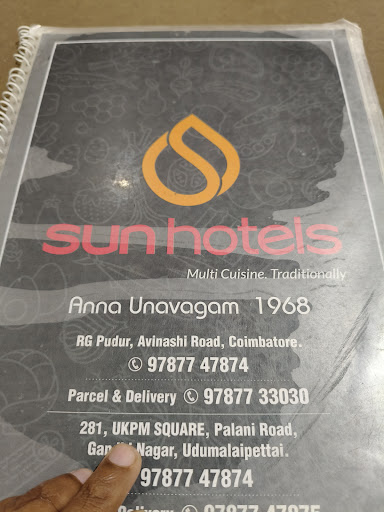 sun hotels
Multi Cuisine. Traditionally
Anna Unavagam 1968
RG Pudur, Avinashi Road, Coimbatore.
97877 47874
Parcel & Delivery 97877 33030
281, UKPM SQUARE, Palani Road,
Nagar, Udumalaipettai.
97877 47874